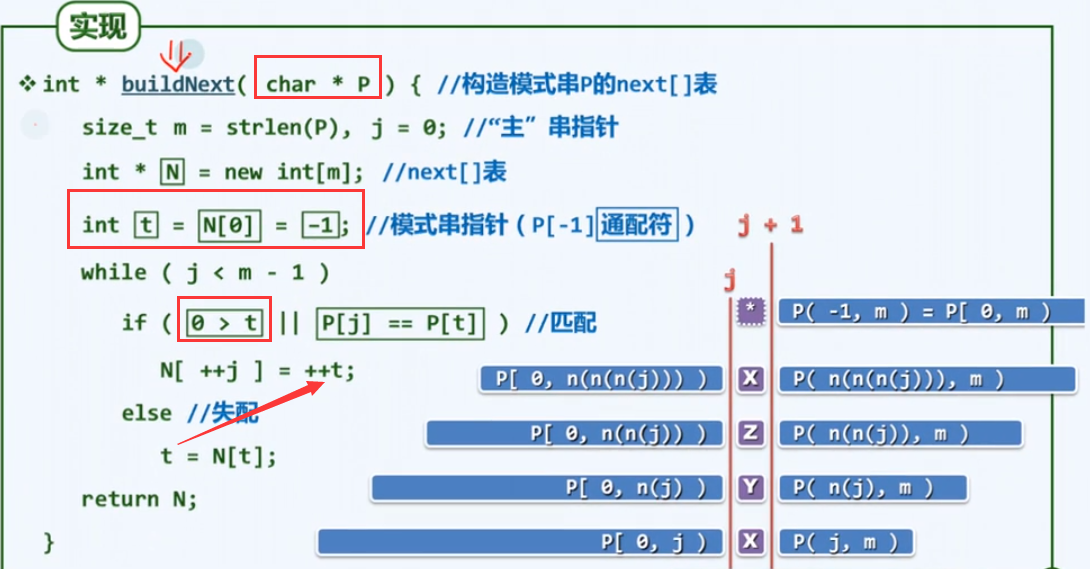 实现
❖ int * buildNext( char * P ) { //构造模式串P的next[]表
size_t m = strlen(P), j = 0; //“主”串指针
int * N = new int[m]; //next[]表
int t = N[0] = -1; //模式串指针（P[-1]通配符）
while ( j < m - 1 )
if ( 0 > t || P[j] == P[t] ) //匹配
N[ ++j ] = ++t;
else //失配
t = N[t];
return N;
}
j + 1
j
* P( -1, m ) = P[ 0, m )
P[ 0, n(n(n(j))) ) X P( n(n(n(j))), m )
P[ 0, n(n(j)) ) Z P( n(n(j)), m )
P[ 0, n(j) ) Y P( n(j), m )
P[ 0, j ) X P( j, m )